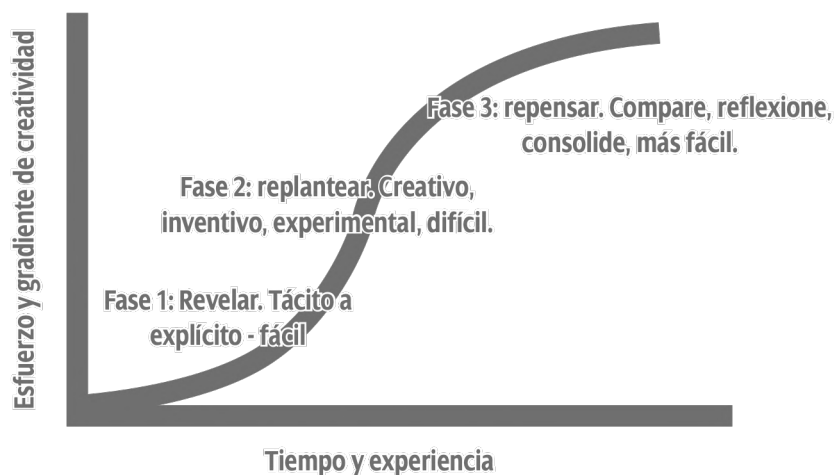 Esfuerzo y gradiente de creatividad
Fase 3: repensar. Compare, reflexione,
consolide, más fácil.
Fase 2: replantear. Creativo,
inventivo, experimental, difícil.
Fase 1: Revelar. Tácito a
explícito - fácil
Tiempo y experiencia